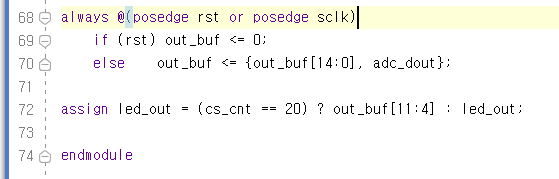 68 always @(posedge rst or posedge sclk)
69 if (rst) out_buf <= 0;
70 else out_buf <= {out_buf[14:0], adc_dout};
71
72 assign led_out = (cs_cnt == 20) ? out_buf[11:4] : led_out;
73
74 endmodule